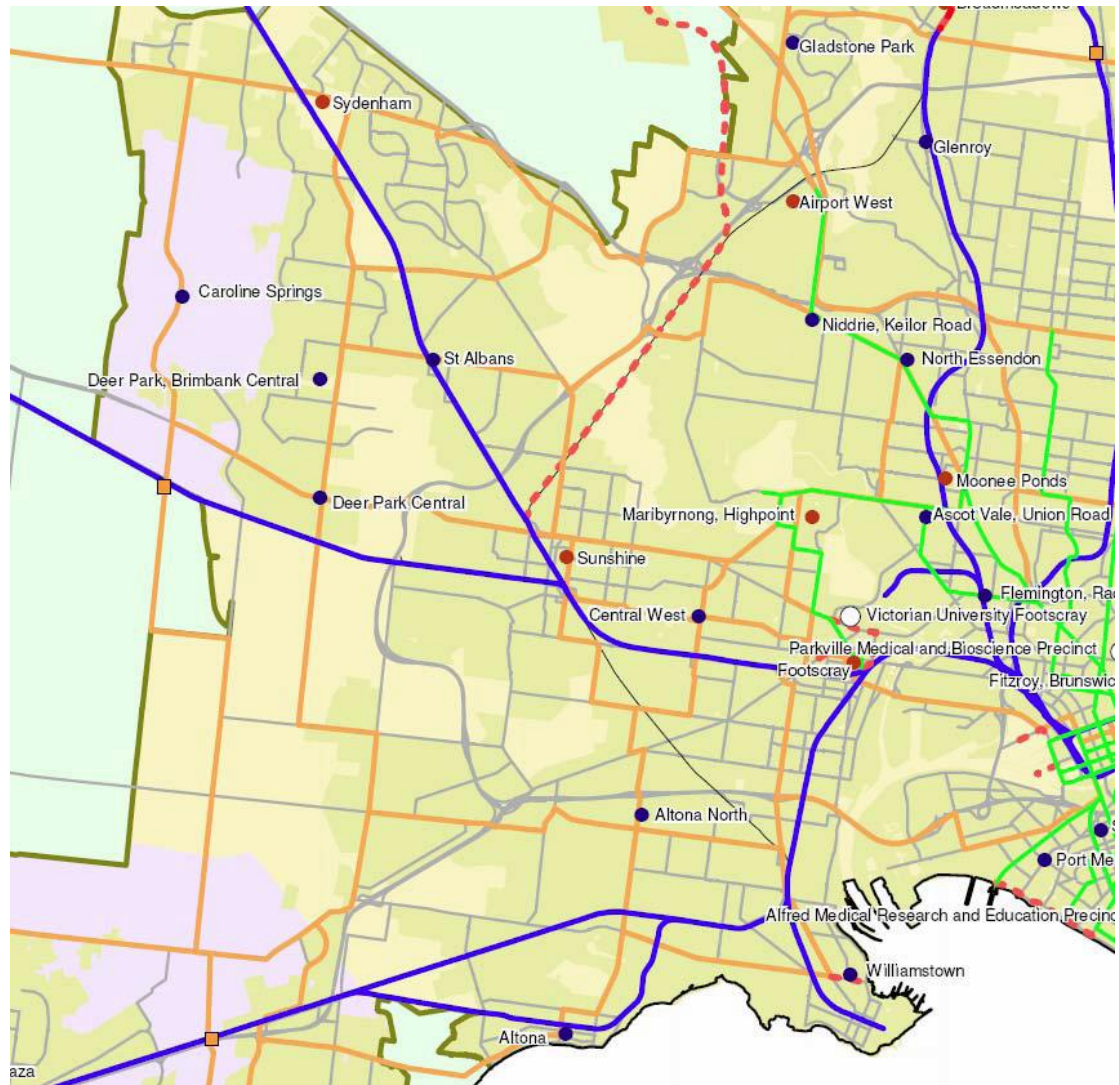 Broadmeadows
Gladstone Park
Sydenham
Glenroy
Airport West
Caroline Springs
Niddrie, Keilor Road
St Albans
North Essendon
Deer Park, Brimbank Central
Moonee Ponds
Deer Park Central
Maribyrnong, Highpoint
Ascot Vale, Union Road
Sunshine
Flemington, Rac
Central West
Victorian University Footscray
Parkville Medical and Bioscience Precinct
Footscray
Fitzroy, Brunswic
Altona North
S
Port Me
Alfred Medical Research and Education Precinc
Williamstown
Altona
aza